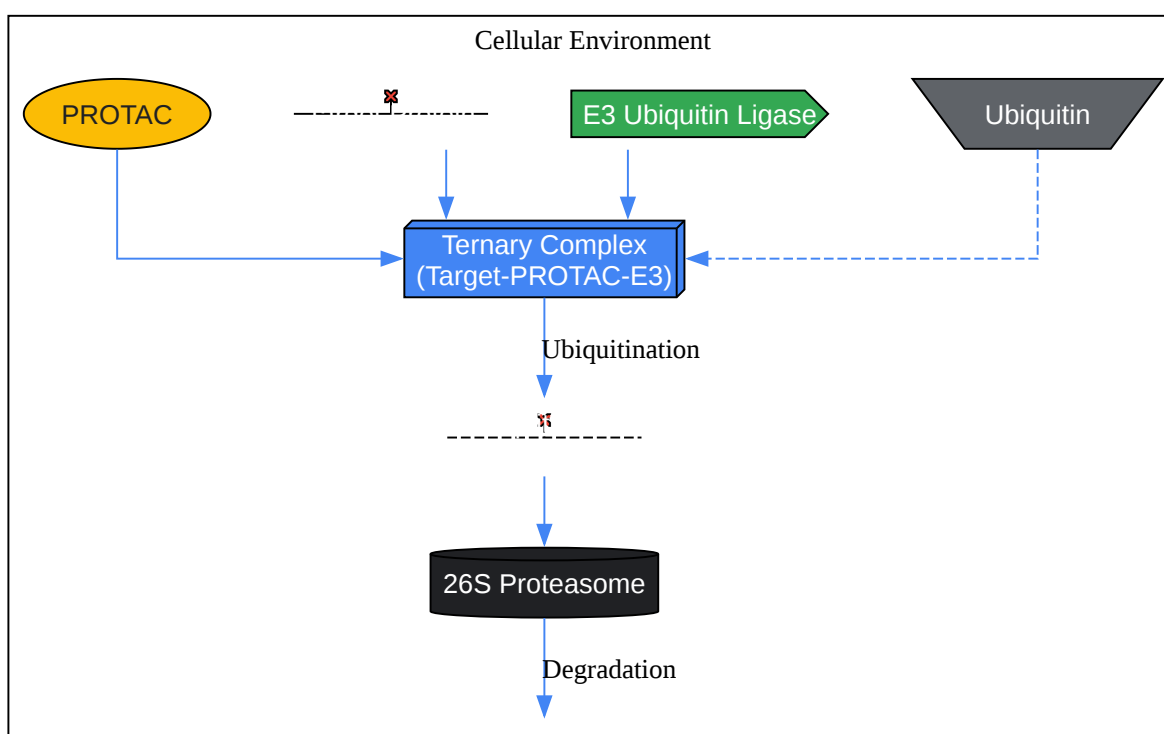 Cellular Environment
PROTAC
E3 Ubiquitin Ligase
Ubiquitin
Ternary Complex
(Target-PROTAC-E3)
Ubiquitination
26S Proteasome
Degradation